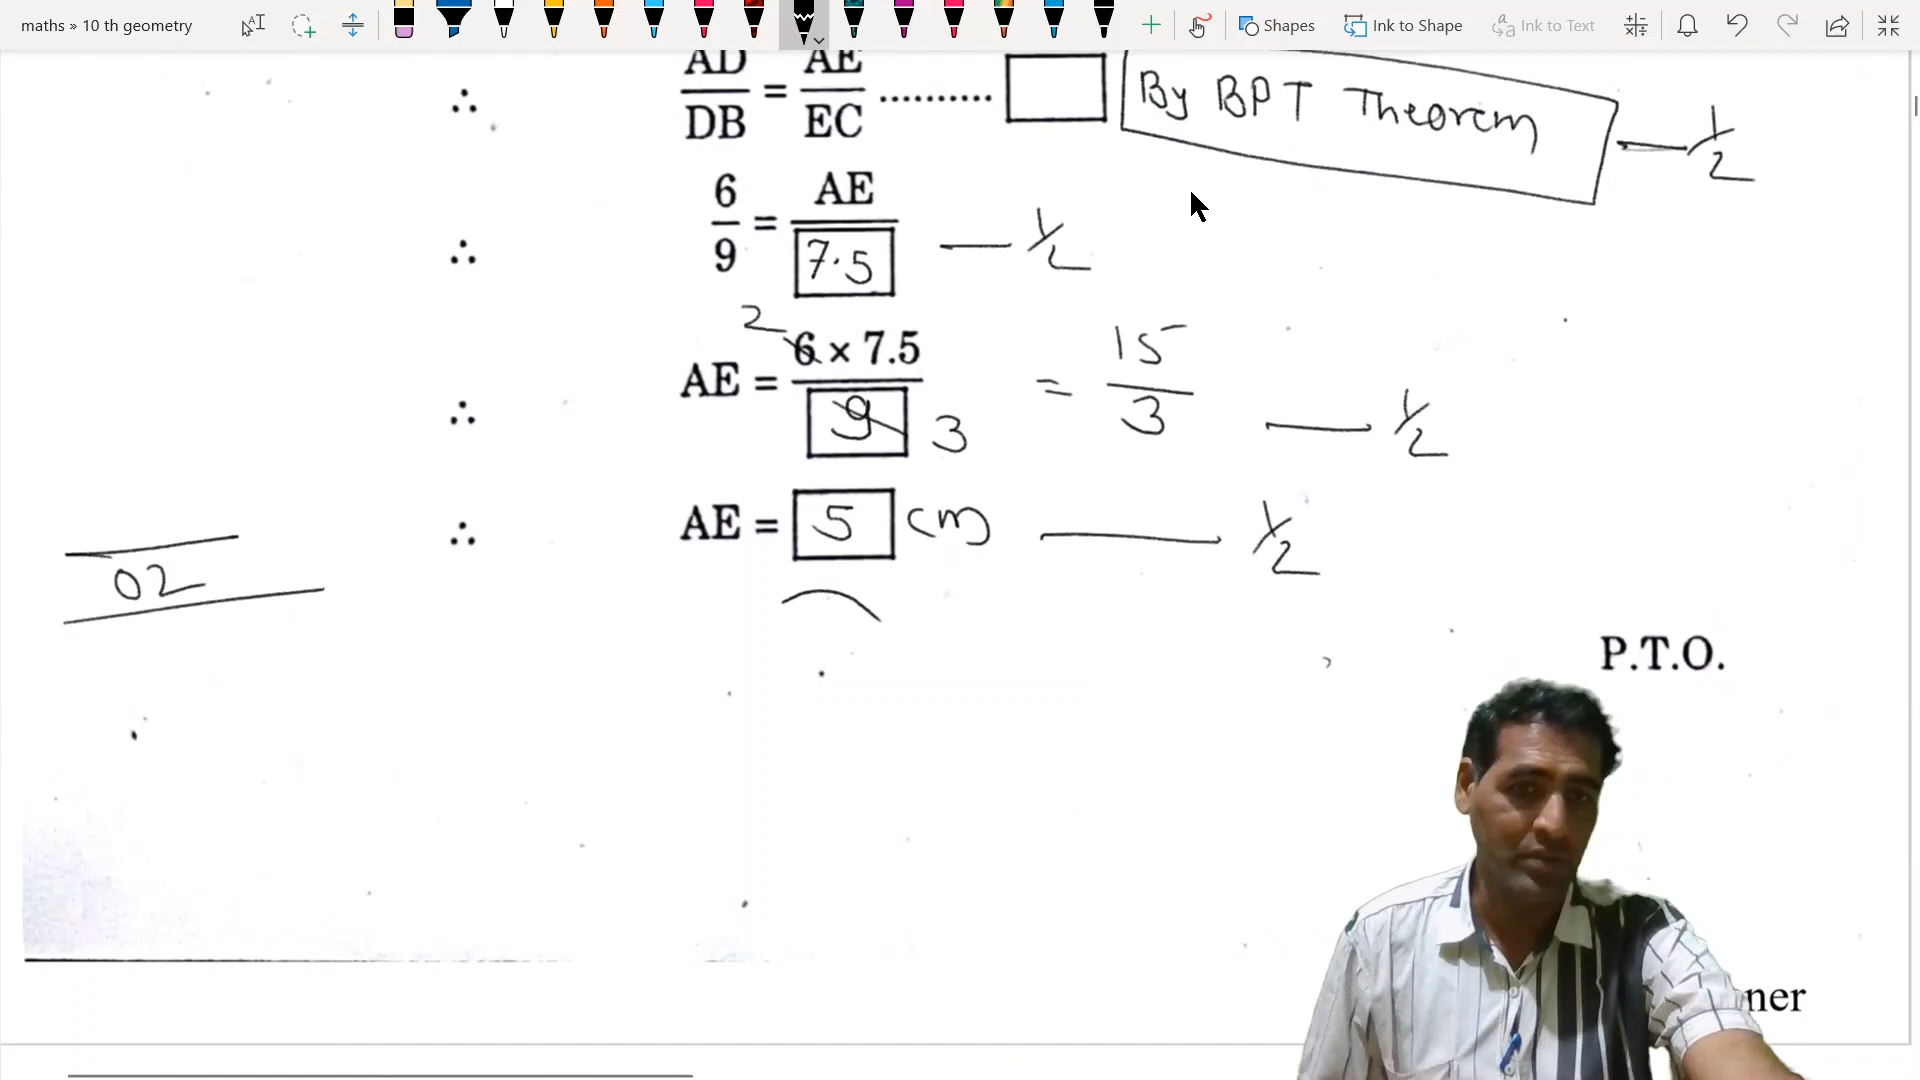 maths » 10 th geometry Shapes Ink to Shape Ink to Text
∴ AD/DB = AE/EC .......... By BPT Theorem — 1/2
∴ 6/9 = AE/7.5 — 1/2
∴ AE = 2 6 × 7.5/9 3 = 15/3 — 1/2
∴ AE = 5 cm — 1/2
02
P.T.O.
ner